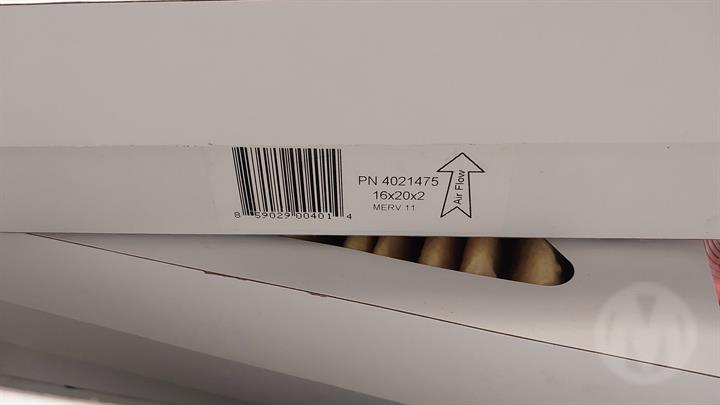 PN 4021475
16x20x2
MERV 11
Air Flow
8 59029 00401 4
M